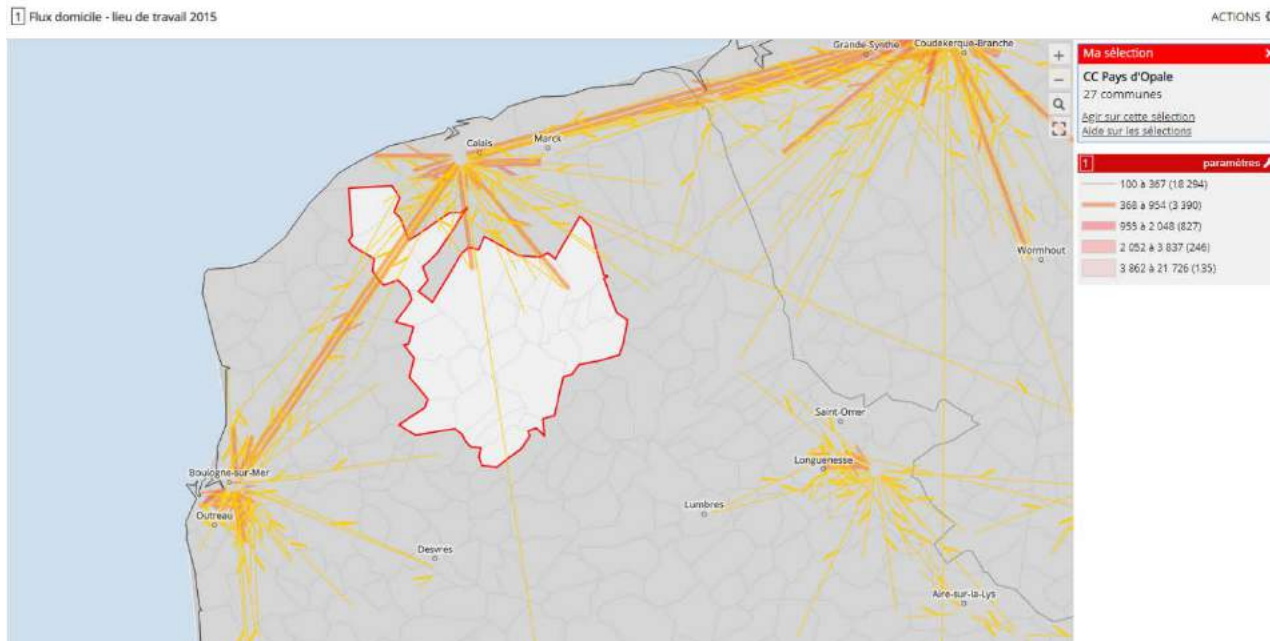 1 Flux domicile - lieu de travail 2015
ACTIONS
Grande-Synthe
Coudekerque-Branche
Calais
Marck
Wormhout
Saint-Omer
Longuenesse
Boulogne-sur-Mer
Outreau
Lumbres
Desvres
Aire-sur-la-Lys
+
−
Ma sélection
CC Pays d'Opale
27 communes
Agir sur cette sélection
Aide sur les sélections
1 paramètres
100 à 367 (18 294)
368 à 954 (3 390)
955 à 2 048 (827)
2 052 à 3 837 (246)
3 862 à 21 726 (135)